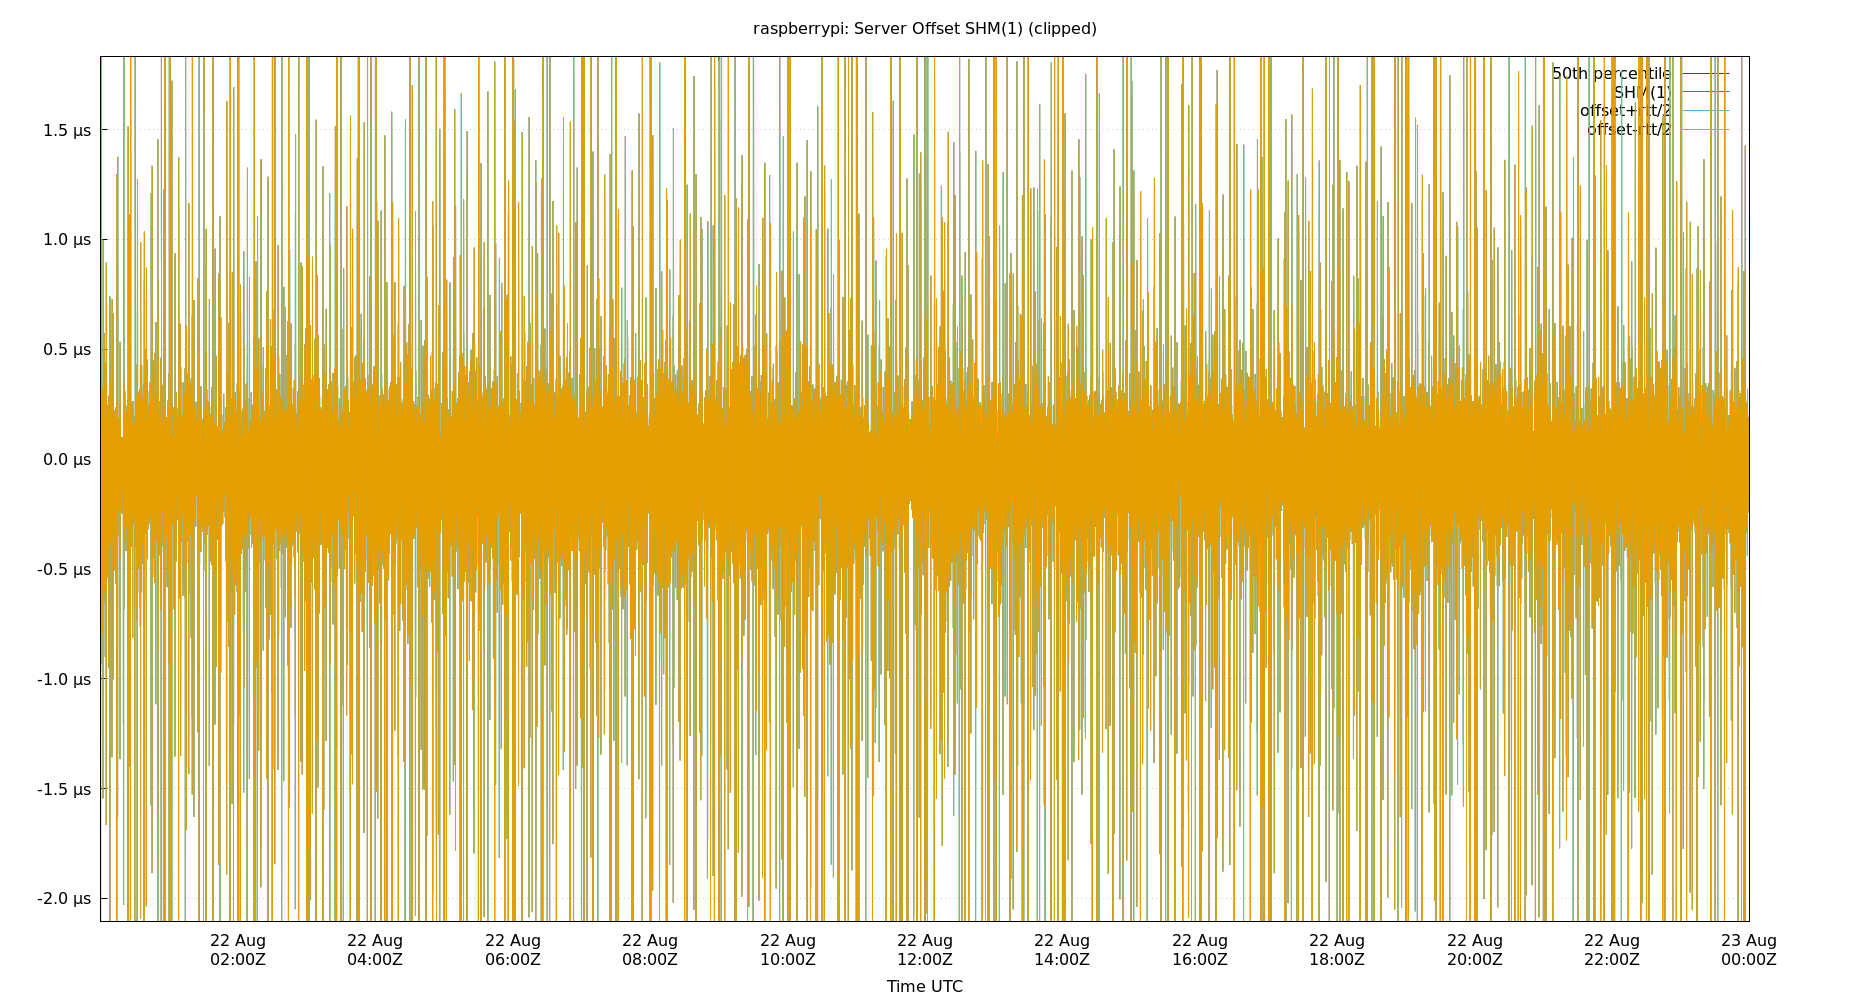 raspberrypi: Server Offset SHM(1) (clipped)
50th percentile
SHM(1)
offset+rtt/2
offset-rtt/2
1.5 µs
1.0 µs
0.5 µs
0.0 µs
-0.5 µs
-1.0 µs
-1.5 µs
-2.0 µs
22 Aug 22 Aug 22 Aug 22 Aug 22 Aug 22 Aug 22 Aug 22 Aug 22 Aug 22 Aug 22 Aug 23 Aug
02:00Z 04:00Z 06:00Z 08:00Z 10:00Z 12:00Z 14:00Z 16:00Z 18:00Z 20:00Z 22:00Z 00:00Z
Time UTC